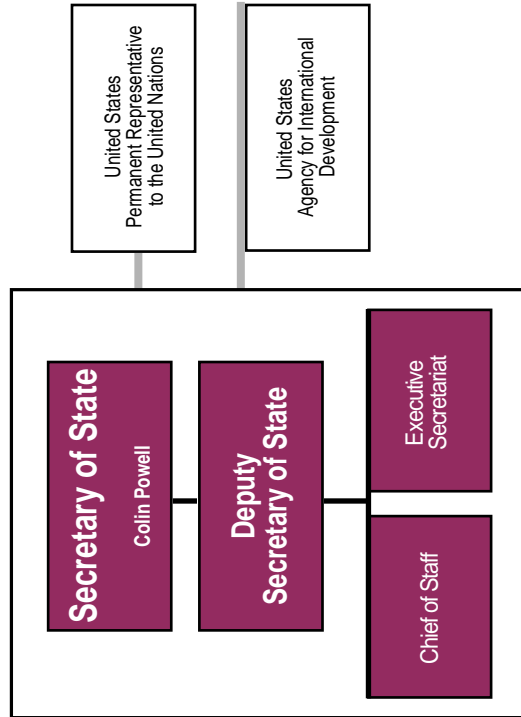 Secretary of State
Colin Powell
Deputy
Secretary of State
Chief of Staff
Executive
Secretariat
United States
Permanent Representative
to the United Nations
United States
Agency for International
Development